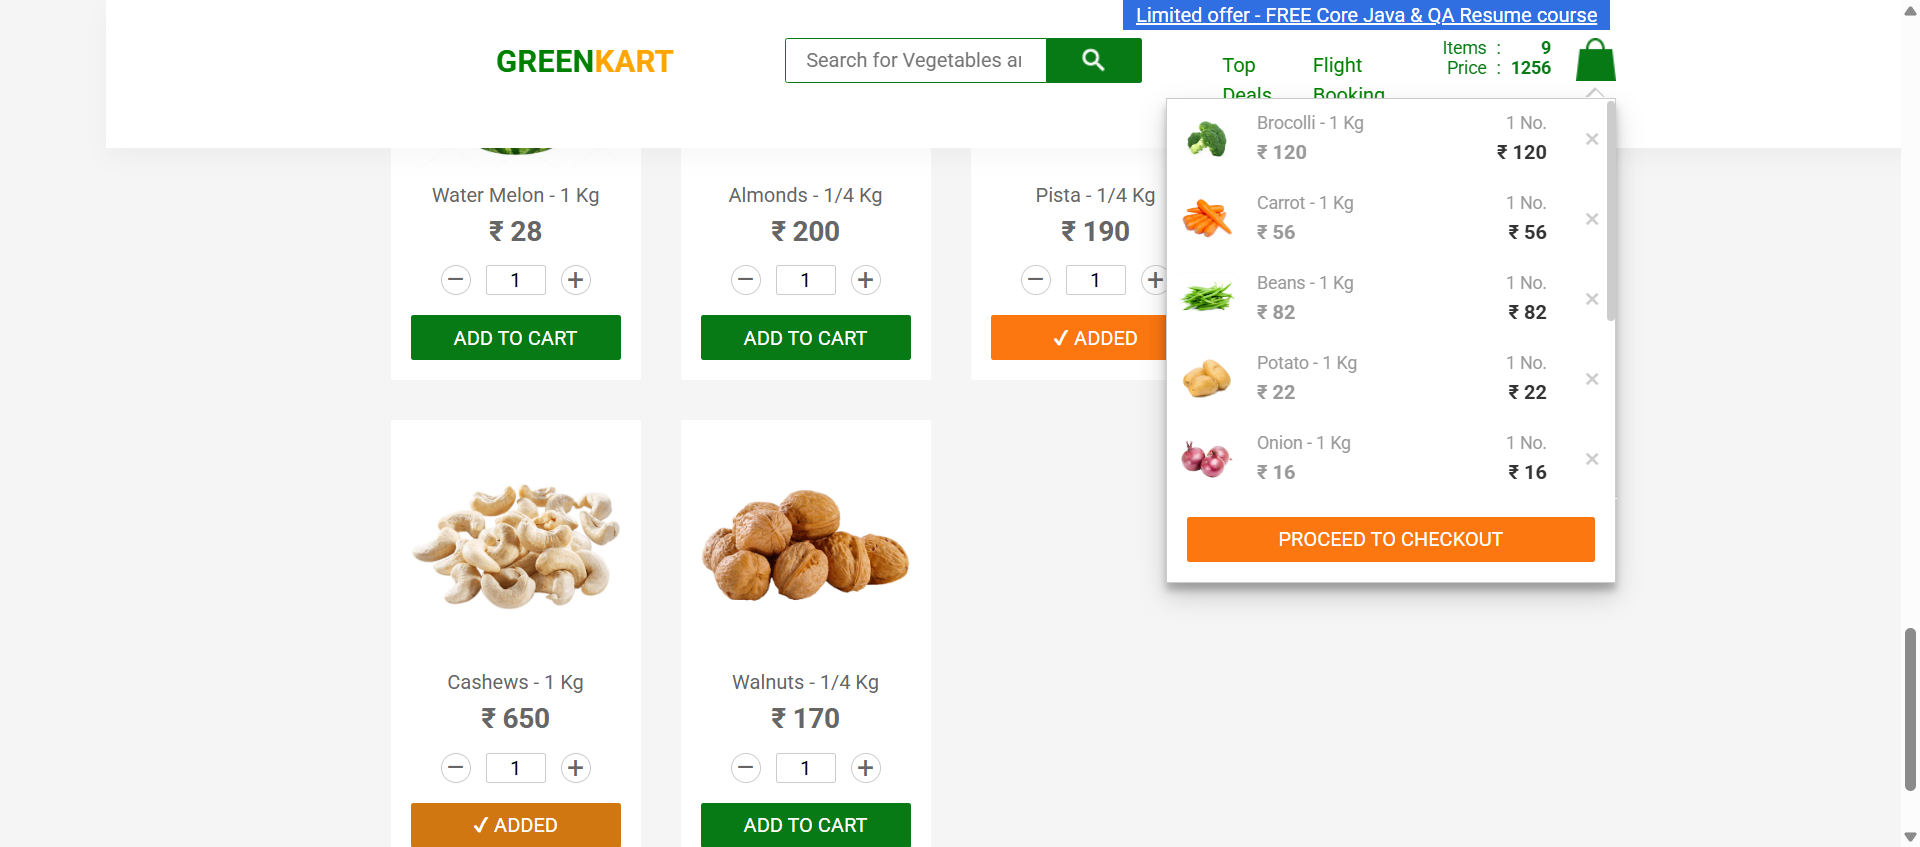 Limited offer - FREE Core Java & QA Resume course
GREENKART
Search for Vegetables aı
Top Deals
Flight Booking
Items : 9
Price : 1256
Brocolli - 1 Kg
₹ 120
1 No.
₹ 120
×
Carrot - 1 Kg
₹ 56
1 No.
₹ 56
×
Beans - 1 Kg
₹ 82
1 No.
₹ 82
×
Potato - 1 Kg
₹ 22
1 No.
₹ 22
×
Onion - 1 Kg
₹ 16
1 No.
₹ 16
×
PROCEED TO CHECKOUT
Water Melon - 1 Kg
₹ 28
− 1 +
ADD TO CART
Almonds - 1/4 Kg
₹ 200
− 1 +
ADD TO CART
Pista - 1/4 Kg
₹ 190
− 1 +
✓ ADDED
Cashews - 1 Kg
₹ 650
− 1 +
✓ ADDED
Walnuts - 1/4 Kg
₹ 170
− 1 +
ADD TO CART